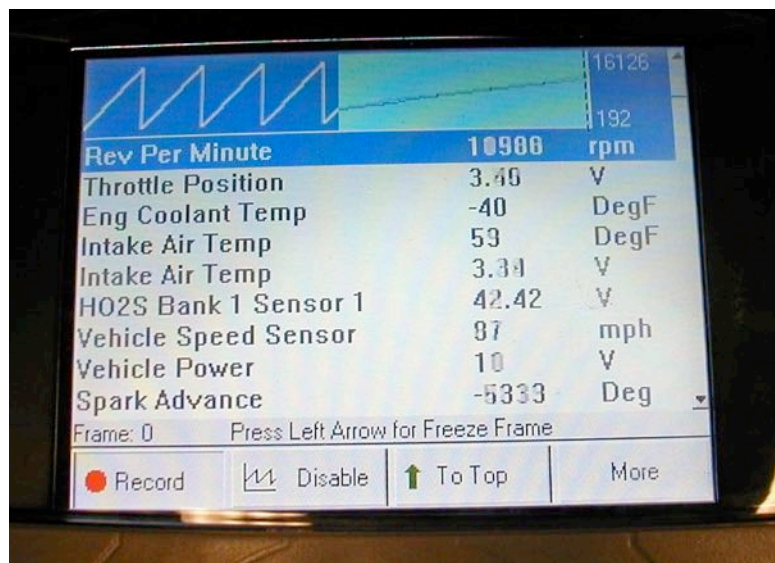 16126
192
Rev Per Minute 10988 rpm
Throttle Position V
Eng Coolant Temp -40 DegF
Intake Air Temp 59 DegF
Intake Air Temp V
HO2S Bank 1 Sensor 1 42.42 V
Vehicle Speed Sensor 87 mph
Vehicle Power 10 V
Spark Advance -5333 Deg
Frame: 0 Press Left Arrow for Freeze Frame
Record Disable To Top More